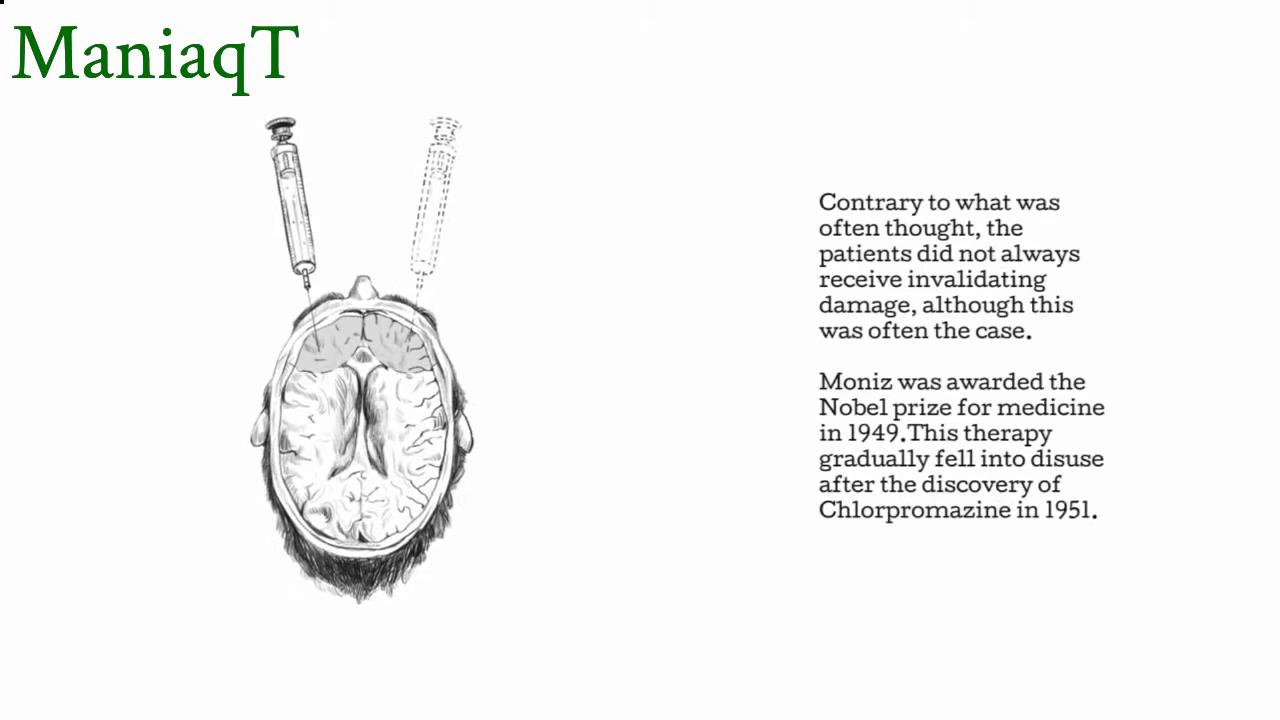 ManiaqT
Contrary to what was
often thought, the
patients did not always
receive invalidating
damage, although this
was often the case.
Moniz was awarded the
Nobel prize for medicine
in 1949.This therapy
gradually fell into disuse
after the discovery of
Chlorpromazine in 1951.